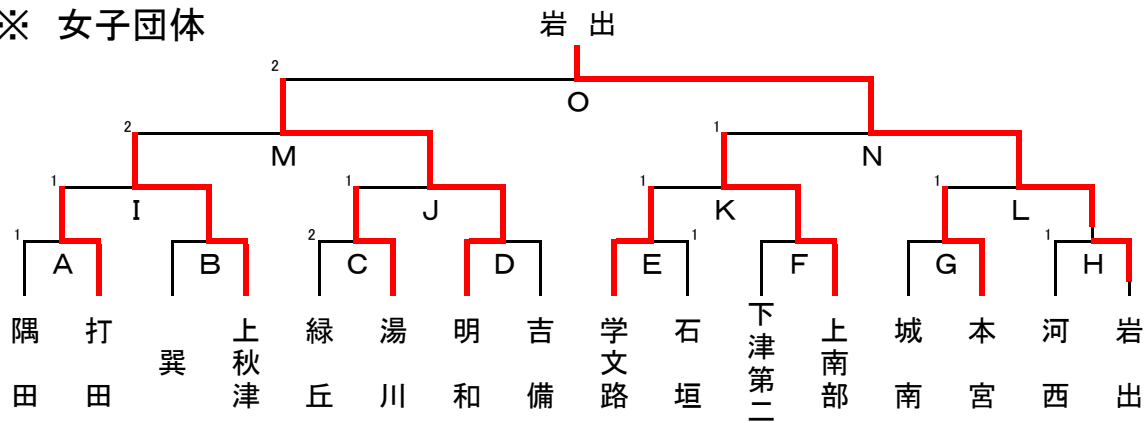 ※ 女子団体
岩出
2
O
2
M
1
N
1
I
1
J
1
K
1
L
1
A
B
2
C
D
E
1
F
G
1
H
隅田
打田
巽
上秋津
緑丘
湯川
明和
吉備
学文路
石垣
下津第二
上南部
城南
本宮
河西
岩出